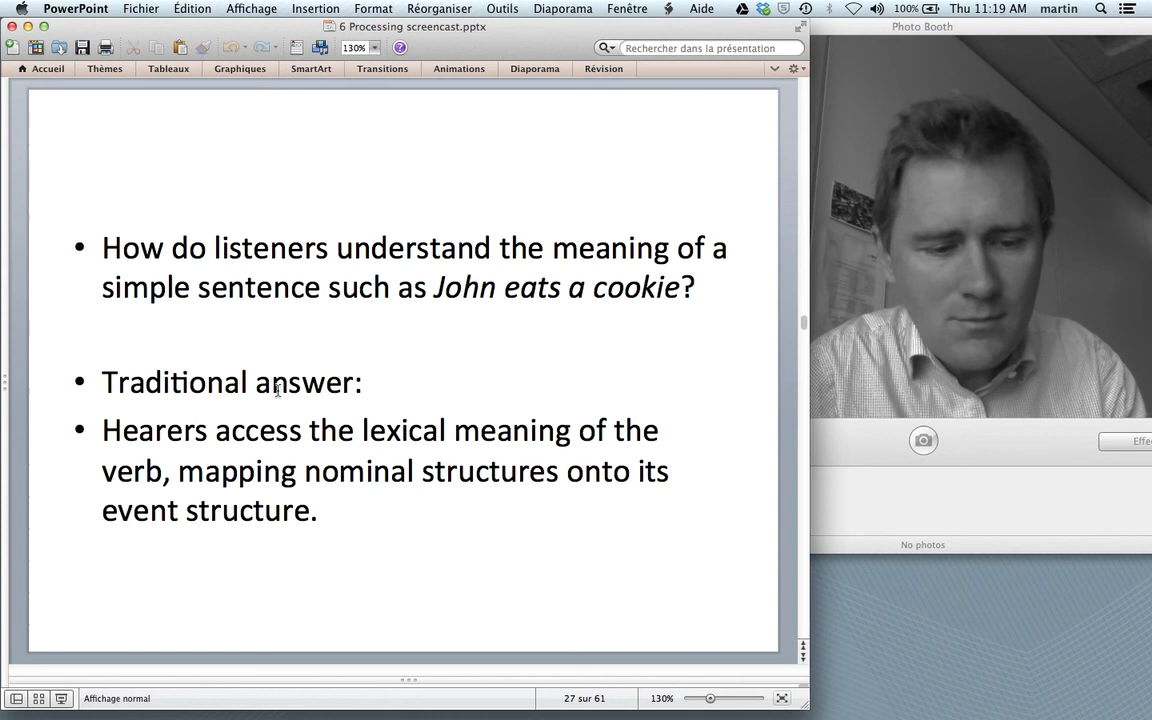 PowerPoint Fichier Édition Affichage Insertion Format Réorganiser Outils Diaporama Fenêtre Aide 100% Thu 11:19 AM martin
6 Processing screencast.pptx
Photo Booth
130% Rechercher dans la présentation
Accueil Thèmes Tableaux Graphiques SmartArt Transitions Animations Diaporama Révision
• How do listeners understand the meaning of a
simple sentence such as John eats a cookie?
• Traditional answer:
• Hearers access the lexical meaning of the
verb, mapping nominal structures onto its
event structure.
Effe
No photos
Affichage normal 27 sur 61 130%